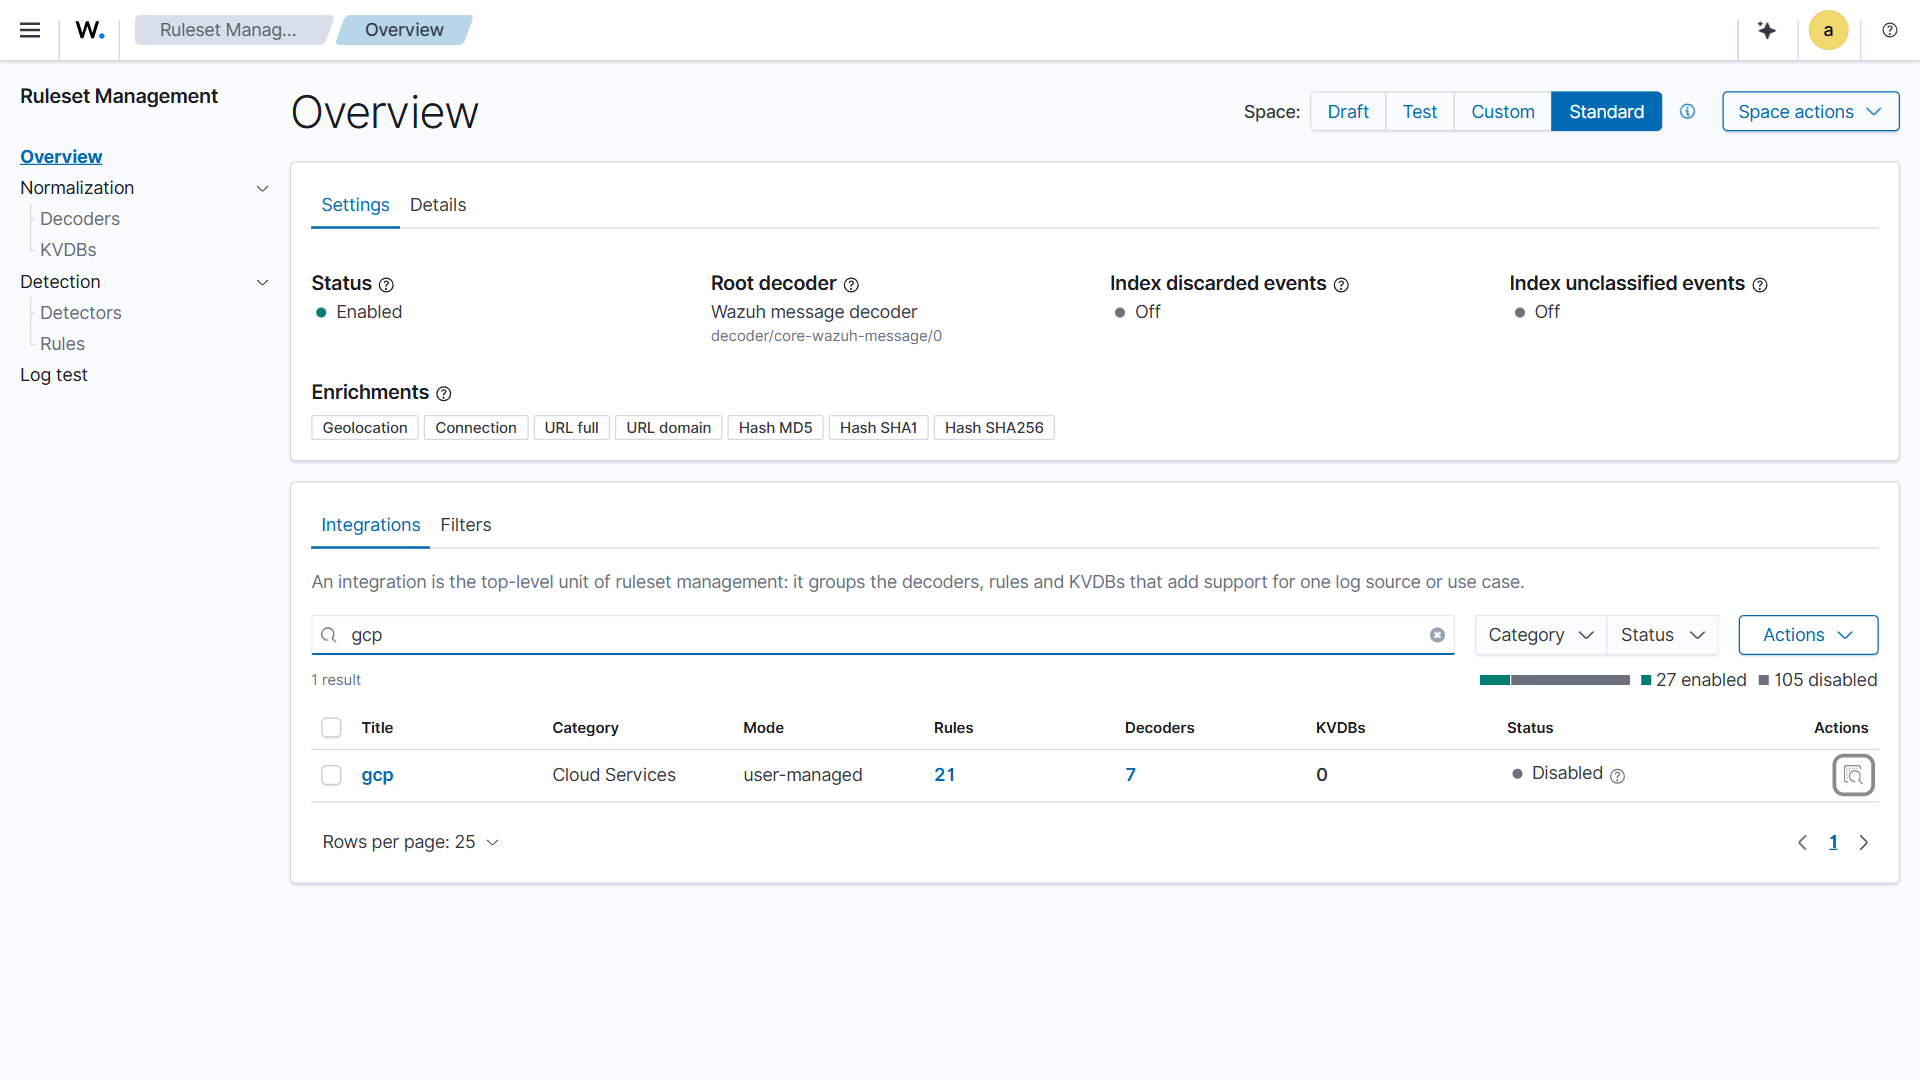 W.
Ruleset Manag...
Overview
a
Ruleset Management
Overview
Normalization
Decoders
KVDBs
Detection
Detectors
Rules
Log test
Overview
Space:
Draft
Test
Custom
Standard
Space actions
Settings
Details
Status
Enabled
Root decoder
Wazuh message decoder
decoder/core-wazuh-message/0
Index discarded events
Off
Index unclassified events
Off
Enrichments
Geolocation
Connection
URL full
URL domain
Hash MD5
Hash SHA1
Hash SHA256
Integrations
Filters
An integration is the top-level unit of ruleset management: it groups the decoders, rules and KVDBs that add support for one log source or use case.
gcp
Category
Status
Actions
1 result
27 enabled
105 disabled
Title
Category
Mode
Rules
Decoders
KVDBs
Status
Actions
gcp
Cloud Services
user-managed
21
7
0
Disabled
Rows per page: 25
1